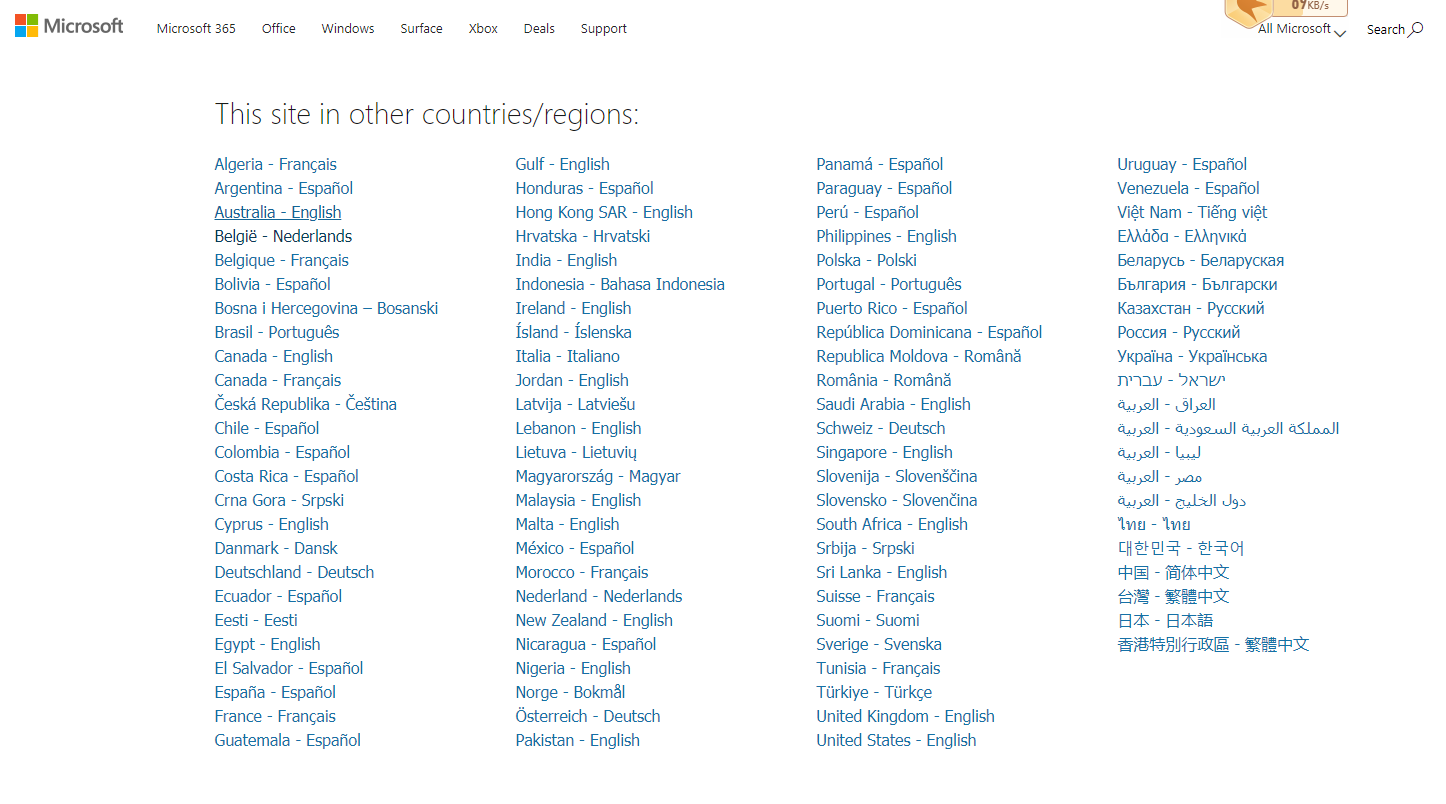 Microsoft
Microsoft 365 Office Windows Surface Xbox Deals Support
KB/s
All Microsoft
Search
This site in other countries/regions:
Algeria - Français
Argentina - Español
Australia - English
België - Nederlands
Belgique - Français
Bolivia - Español
Bosna i Hercegovina – Bosanski
Brasil - Português
Canada - English
Canada - Français
Česká Republika - Čeština
Chile - Español
Colombia - Español
Costa Rica - Español
Crna Gora - Srpski
Cyprus - English
Danmark - Dansk
Deutschland - Deutsch
Ecuador - Español
Eesti - Eesti
Egypt - English
El Salvador - Español
España - Español
France - Français
Guatemala - Español
Gulf - English
Honduras - Español
Hong Kong SAR - English
Hrvatska - Hrvatski
India - English
Indonesia - Bahasa Indonesia
Ireland - English
Ísland - Íslenska
Italia - Italiano
Jordan - English
Latvija - Latviešu
Lebanon - English
Lietuva - Lietuvių
Magyarország - Magyar
Malaysia - English
Malta - English
México - Español
Morocco - Français
Nederland - Nederlands
New Zealand - English
Nicaragua - Español
Nigeria - English
Norge - Bokmål
Österreich - Deutsch
Pakistan - English
Panamá - Español
Paraguay - Español
Perú - Español
Philippines - English
Polska - Polski
Portugal - Português
Puerto Rico - Español
República Dominicana - Español
Republica Moldova - Română
România - Română
Saudi Arabia - English
Schweiz - Deutsch
Singapore - English
Slovenija - Slovenščina
Slovensko - Slovenčina
South Africa - English
Srbija - Srpski
Sri Lanka - English
Suisse - Français
Suomi - Suomi
Sverige - Svenska
Tunisia - Français
Türkiye - Türkçe
United Kingdom - English
United States - English
Uruguay - Español
Venezuela - Español
Việt Nam - Tiếng việt
Ελλάδα - Ελληνικά
Беларусь - Беларуская
България - Български
Казахстан - Русский
Россия - Русский
Україна - Українська
ישראל - עברית
العراق - العربية
المملكة العربية السعودية - العربية
ليبيا - العربية
مصر - العربية
دول الخليج - العربية
ไทย - ไทย
대한민국 - 한국어
中国 - 简体中文
台灣 - 繁體中文
日本 - 日本語
香港特別行政區 - 繁體中文